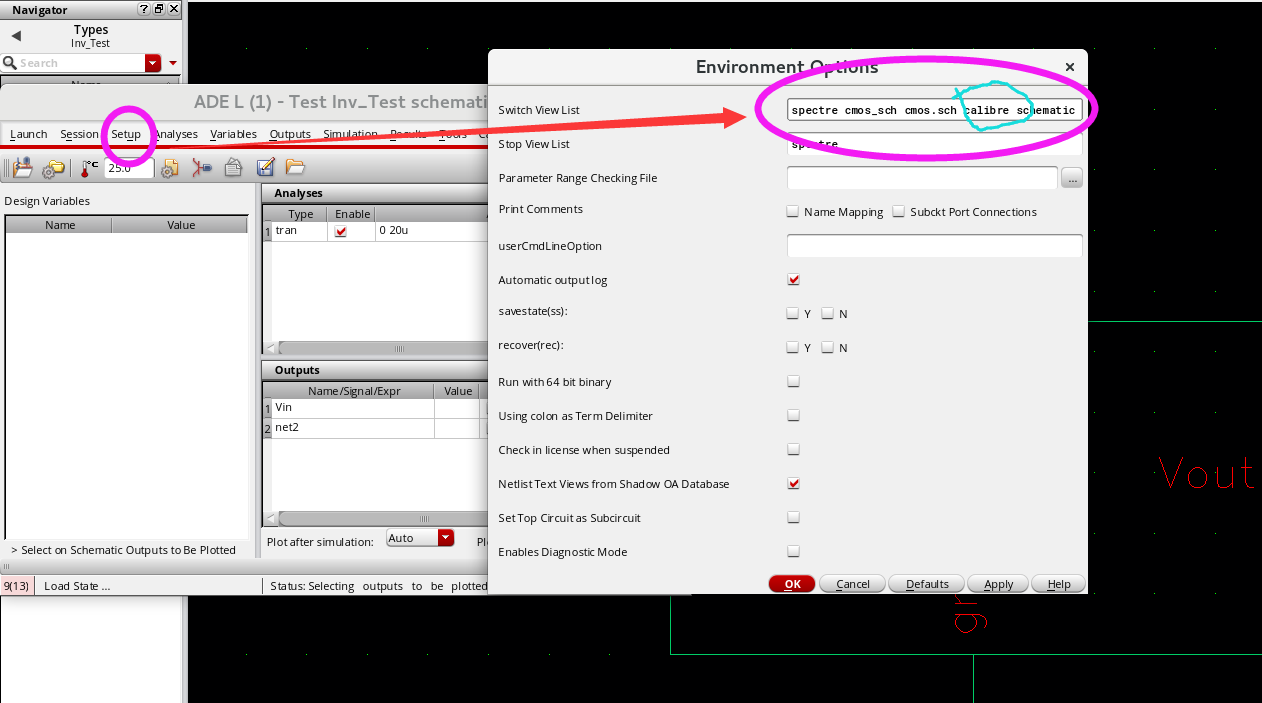 Navigator
Types
Inv_Test
Search
Name
ADE L (1) - Test Inv_Test schemati
Launch Session Setup Analyses Variables Outputs Simulation Results Tools
°C
25.0
Design Variables
Name Value
> Select on Schematic Outputs to Be Plotted
Analyses
Type Enable
1 tran 0 20u
Outputs
Name/Signal/Expr Value
1 Vin
2 net2
Plot after simulation: Auto
9(13) Load State ... Status: Selecting outputs to be plotted
Environment Options
Switch View List spectre cmos_sch cmos.sch calibre schematic
Stop View List spectre
Parameter Range Checking File ...
Print Comments Name Mapping Subckt Port Connections
userCmdLineOption
Automatic output log
savestate(ss): Y N
recover(rec): Y N
Run with 64 bit binary
Using colon as Term Delimiter
Check in license when suspended
Netlist Text Views from Shadow OA Database
Set Top Circuit as Subcircuit
Enables Diagnostic Mode
OK Cancel Defaults Apply Help
Vout